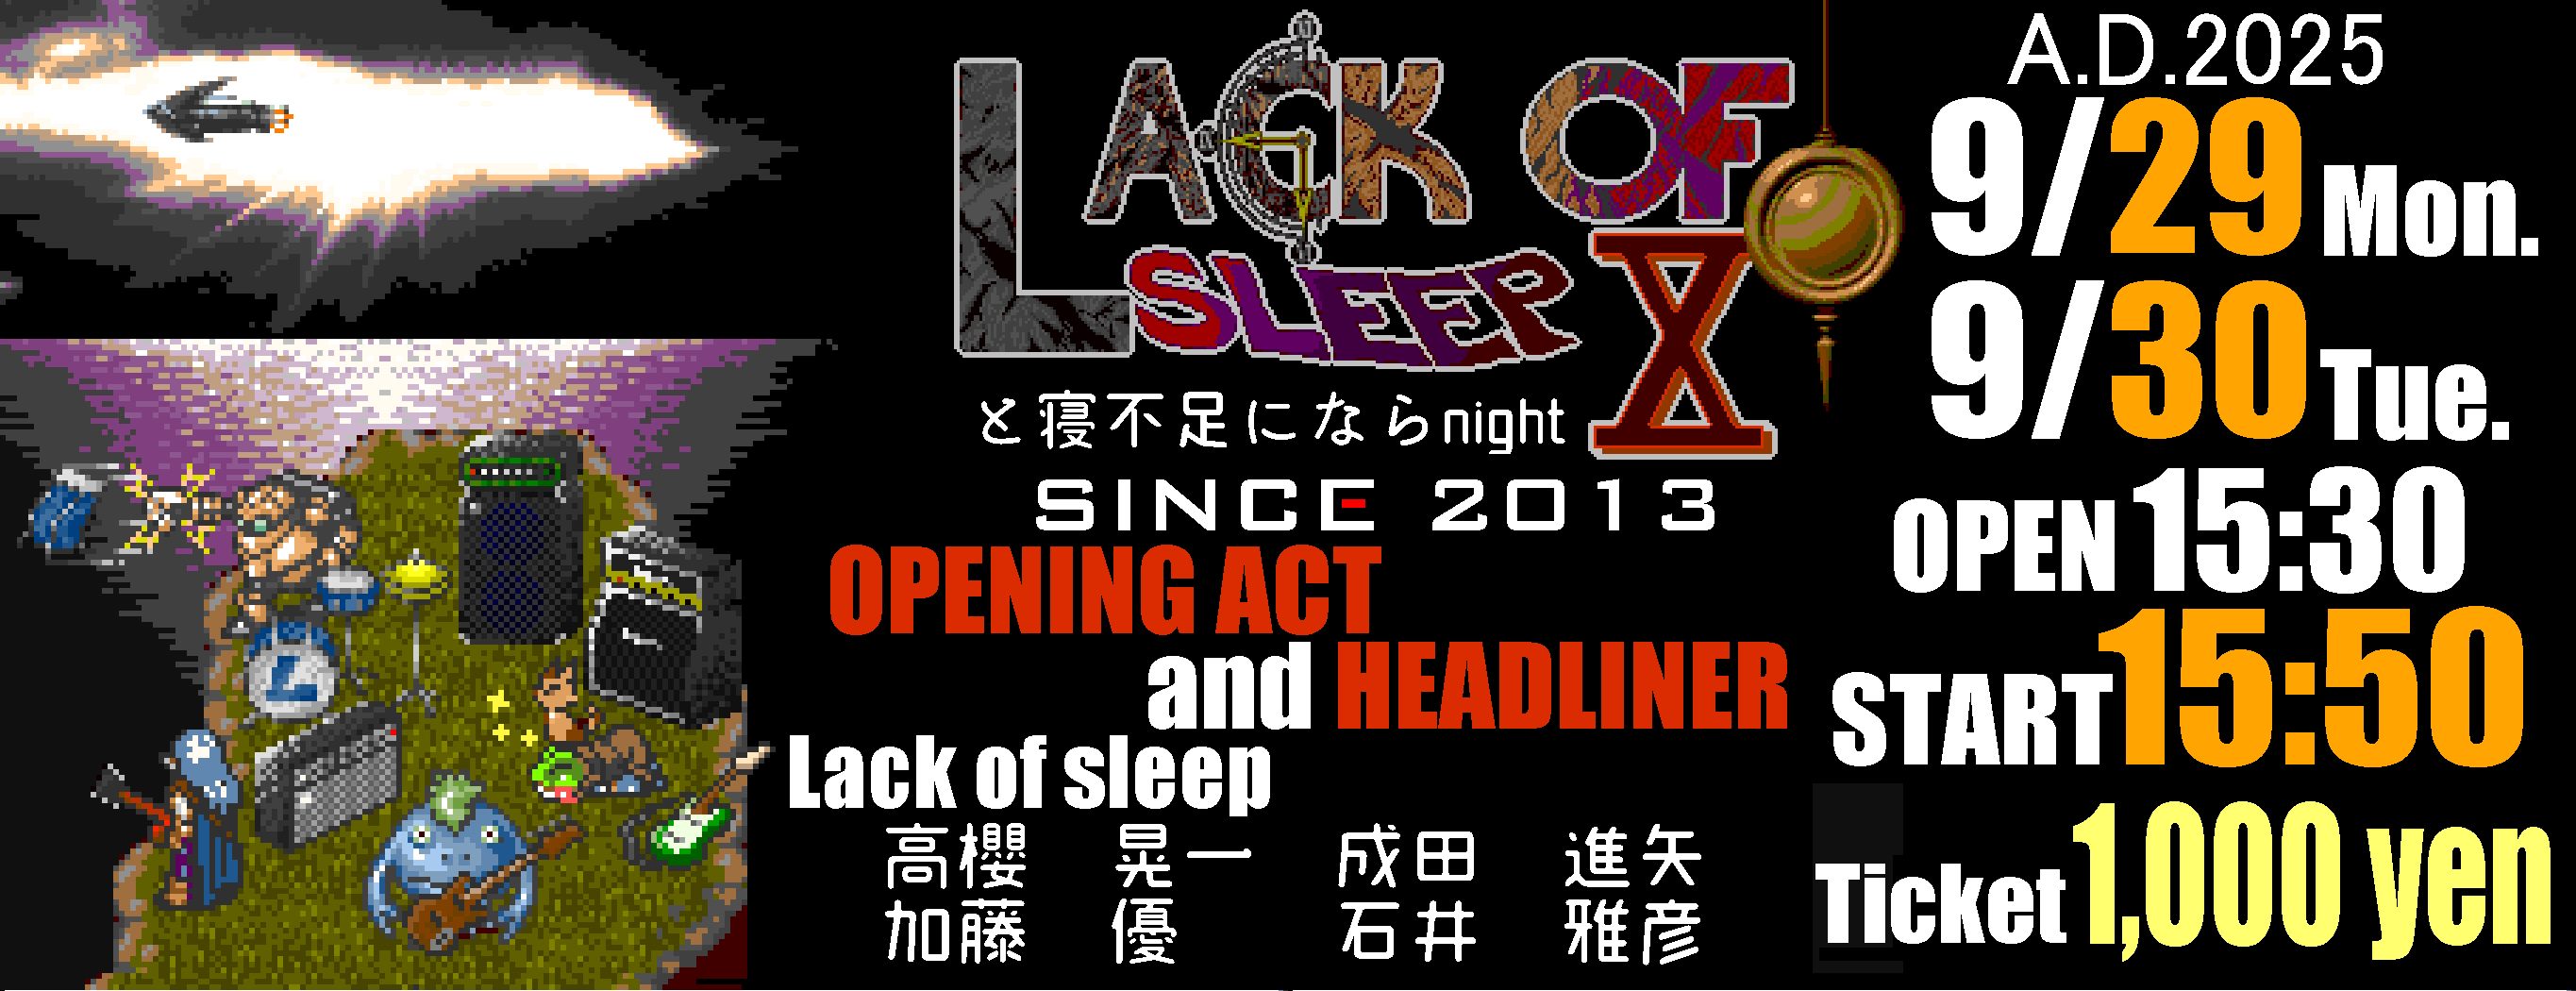 LACK OF
SLEEP X
と寝不足にならnight
SINCE 2013
OPENING ACT
and HEADLINER
Lack of sleep
高櫻 晃一 成田 進矢
加藤 優 石井 雅彦
A.D.2025
9/29 Mon.
9/30 Tue.
OPEN 15:30
START 15:50
Ticket 1,000 yen